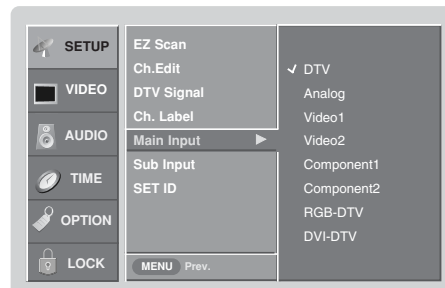 SETUP
VIDEO
AUDIO
TIME
OPTION
LOCK
EZ Scan
Ch.Edit
DTV Signal
Ch. Label
Main Input
Sub Input
SET ID
MENU Prev.
DTV
Analog
Video1
Video2
Component1
Component2
RGB-DTV
DVI-DTV